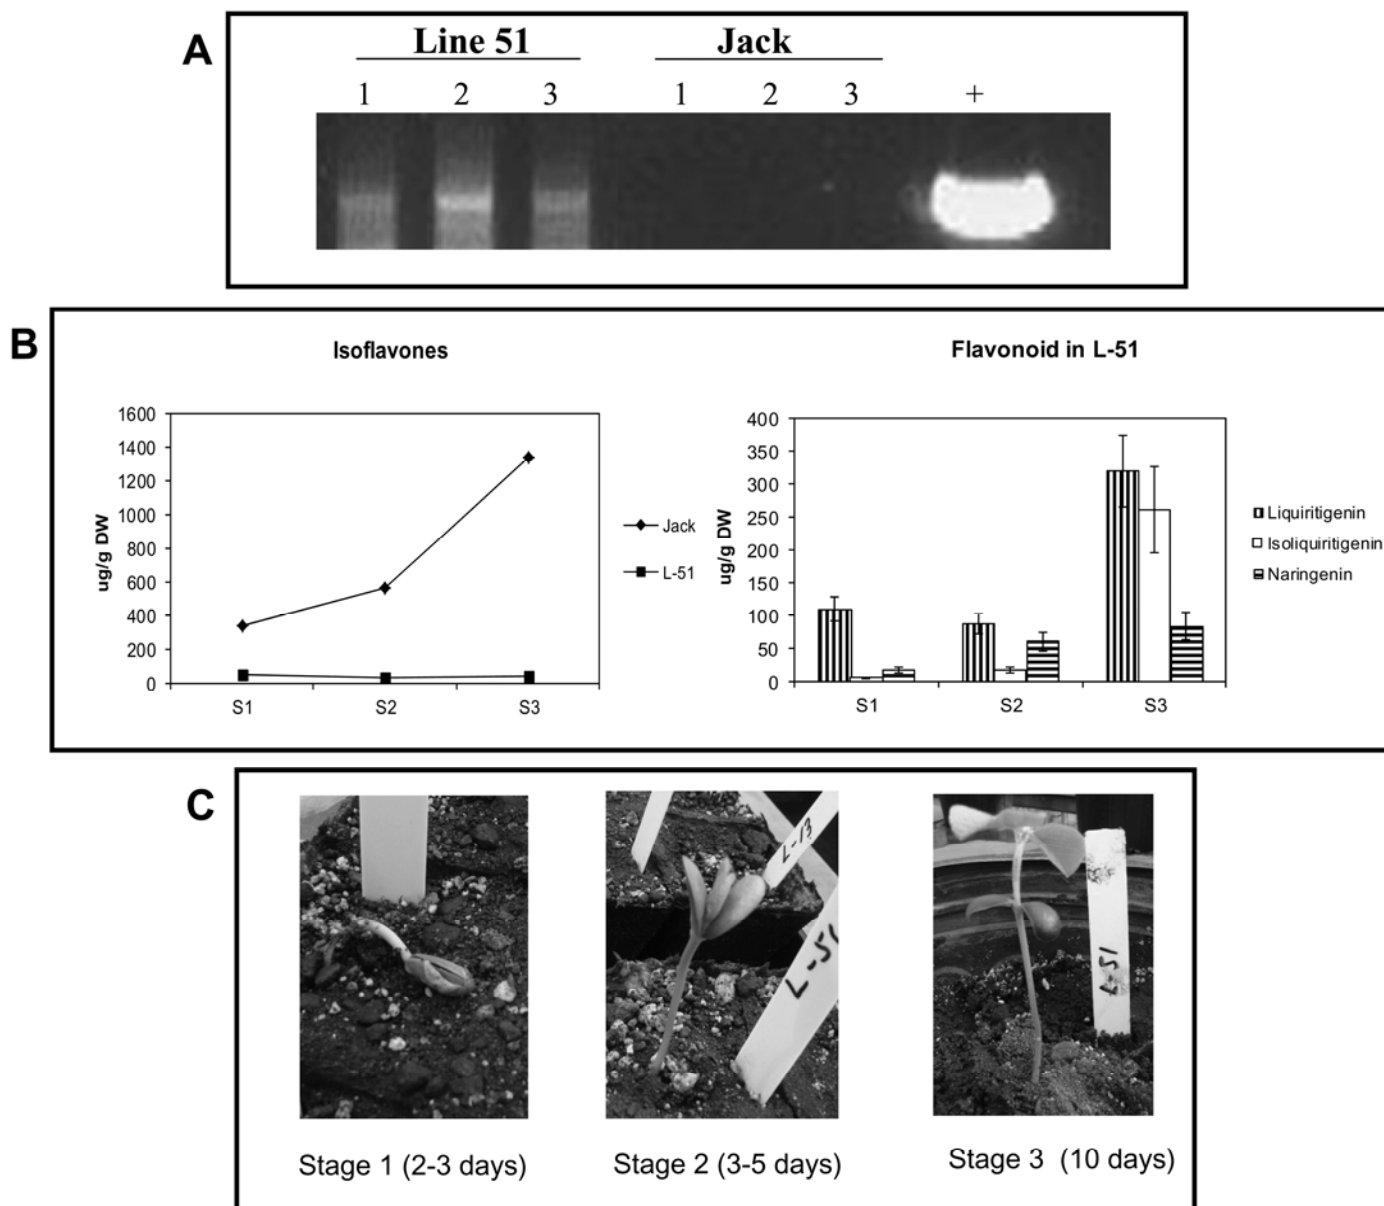 A
Line 51 Jack
1 2 3 1 2 3 +
B
Isoflavones
ug/g DW
1600
1400
1200
1000
800
600
400
200
0
S1 S2 S3
Jack
L-51
Flavonoid in L-51
ug/g DW
400
350
300
250
200
150
100
50
0
S1 S2 S3
Liquiritigenin
Isoliquiritigenin
Naringenin
C
L-13
L-51
L-51
Stage 1 (2-3 days)
Stage 2 (3-5 days)
Stage 3 (10 days)